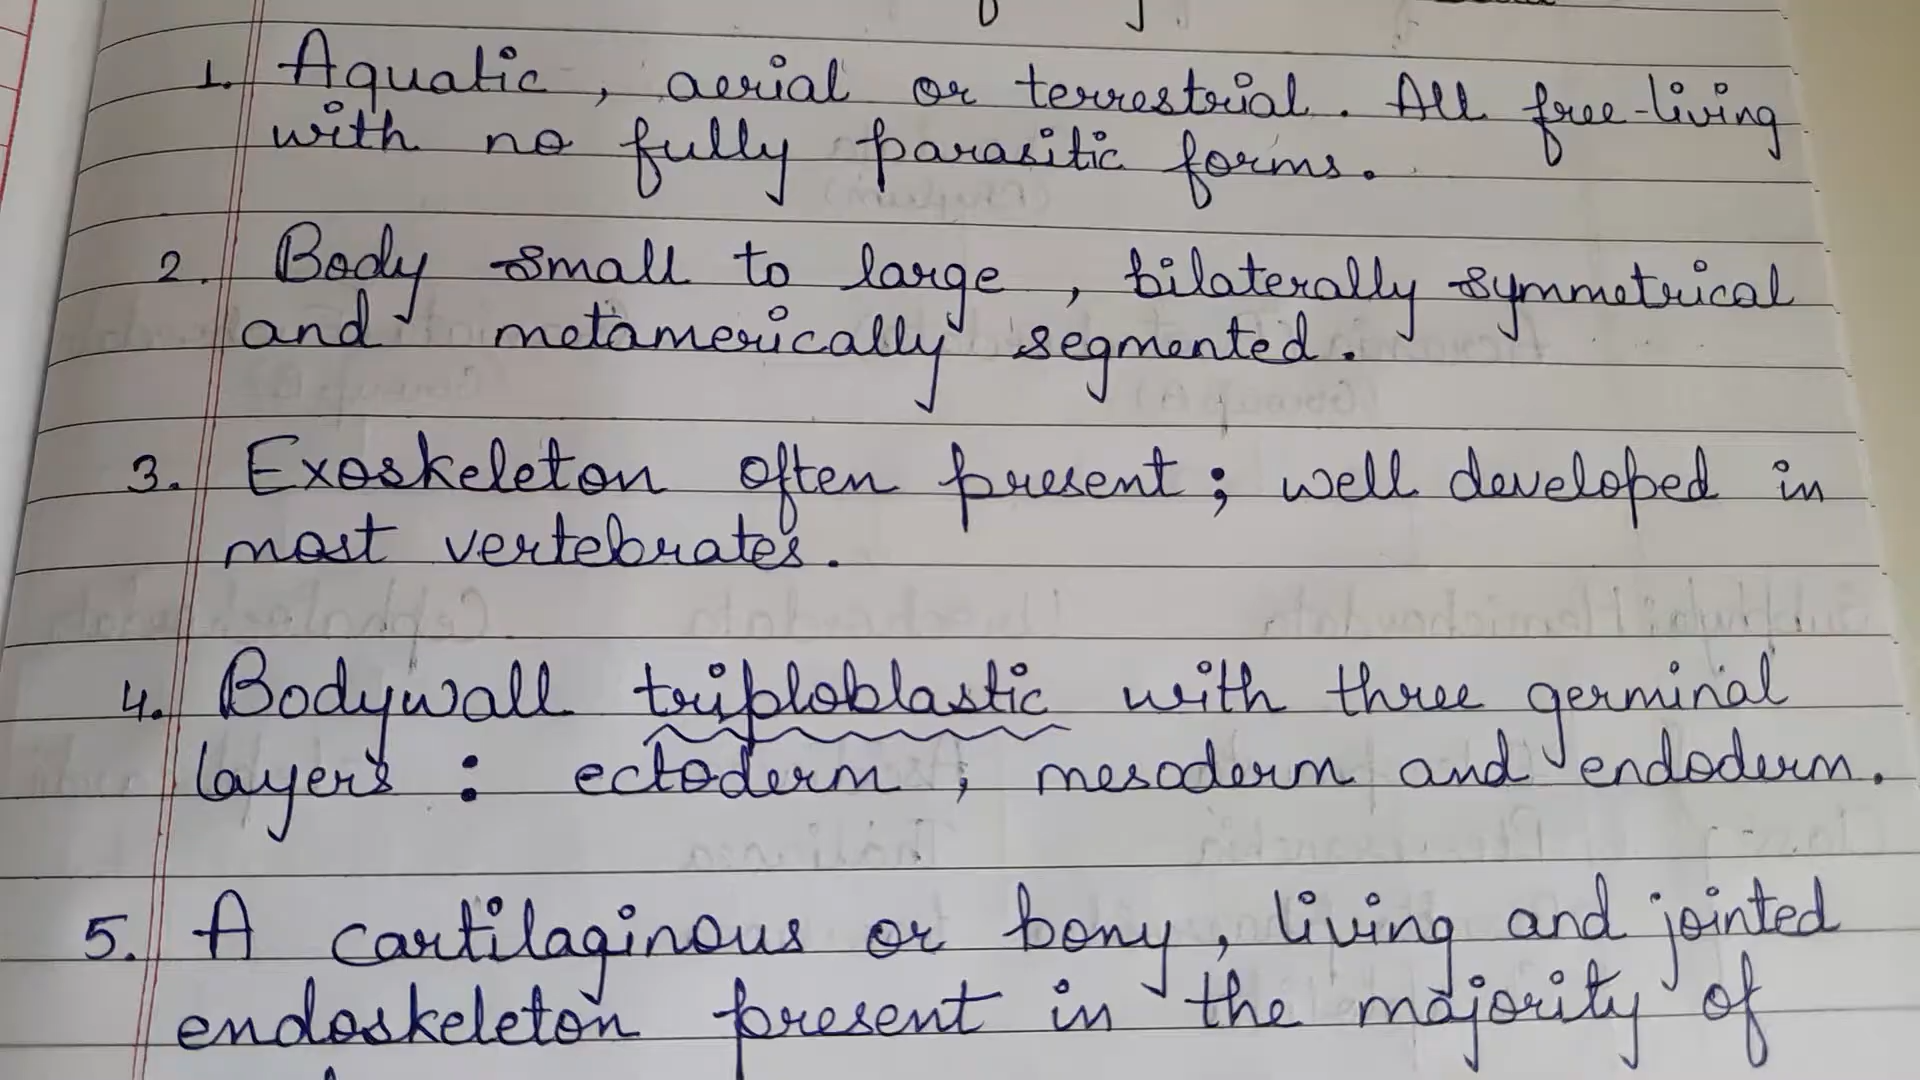 1. Aquatic, aerial or terrestrial. All free-living
with no fully parasitic forms.
2. Body small to large, bilaterally symmetrical
and metamerically segmented.
3. Exoskeleton often present; well developed in
most vertebrates.
4. Bodywall triploblastic with three germinal
layers : ectoderm, mesoderm and endoderm.
5. A cartilaginous or bony, living and jointed
endoskeleton present in the majority of